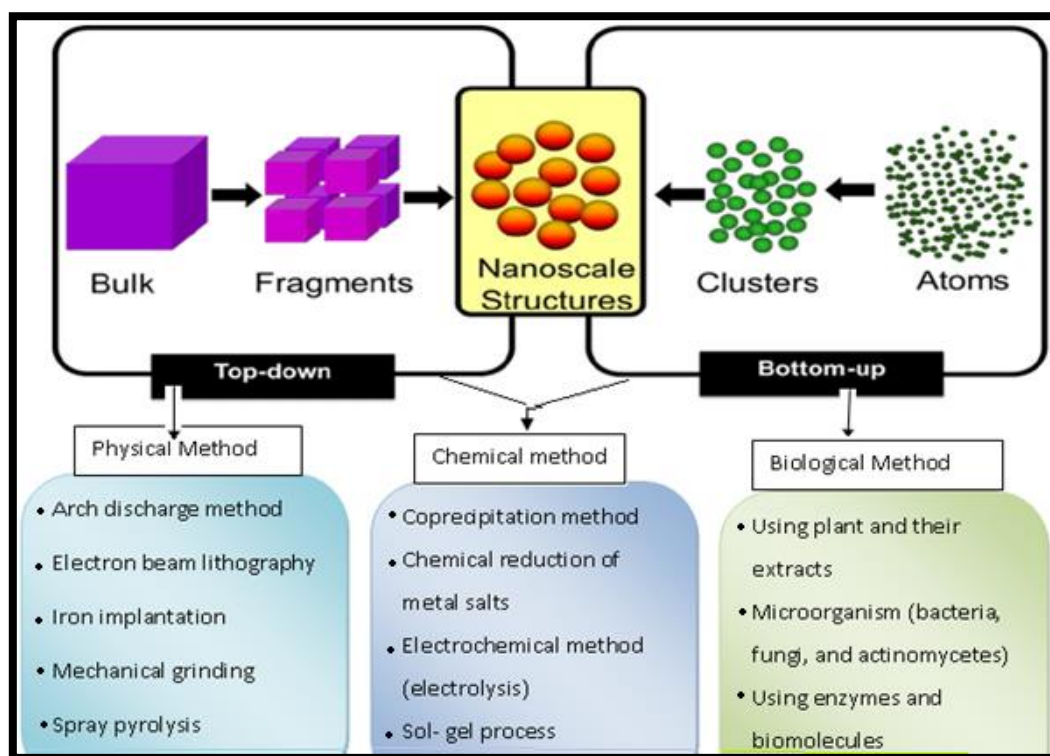 Bulk
Fragments
Nanoscale
Structures
Clusters
Atoms
Top-down
Bottom-up
Physical Method
• Arch discharge method
• Electron beam lithography
• Iron implantation
• Mechanical grinding
• Spray pyrolysis
Chemical method
• Coprecipitation method
• Chemical reduction of
metal salts
• Electrochemical method
(electrolysis)
• Sol- gel process
Biological Method
• Using plant and their
extracts
• Microorganism (bacteria,
fungi, and actinomycetes)
• Using enzymes and
biomolecules